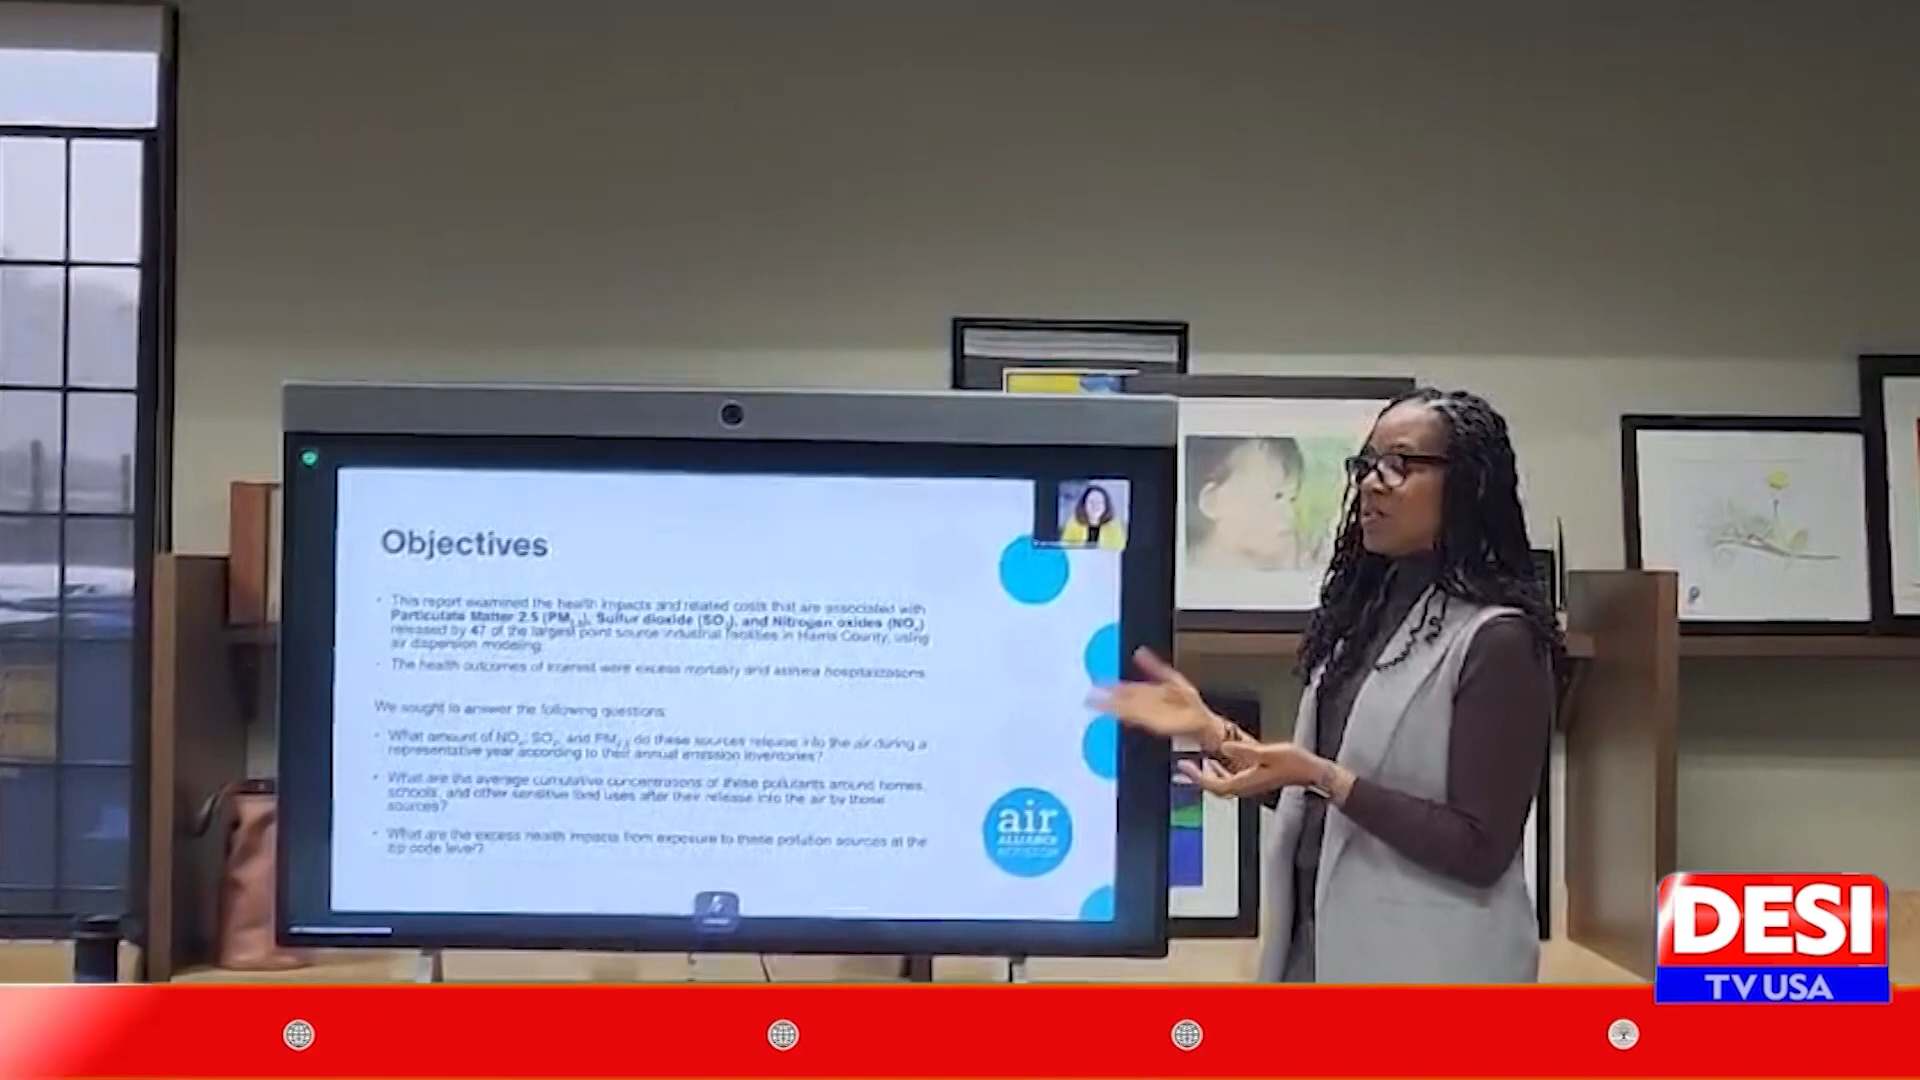 Objectives
This report examined the health impacts and related costs that are associated with
Particulate Matter 2.5 (PM2.5), Sulfur dioxide (SO2), and Nitrogen oxides (NOx)
released by 47 of the largest point source industrial facilities in Harris County, using
air dispersion modeling.
The health outcomes of interest were excess mortality and asthma hospitalizations
We sought to answer the following questions:
What amount of NOx, SO2, and PM2.5 do these sources release into the air during a
representative year according to their annual emission inventories?
What are the average cumulative concentrations of these pollutants around homes,
schools, and other sensitive land uses after their release into the air by those
sources?
What are the excess health impacts from exposure to these pollution sources at the
zip code level?
air
ALLIANCE
HOUSTON
DESI
TV USA